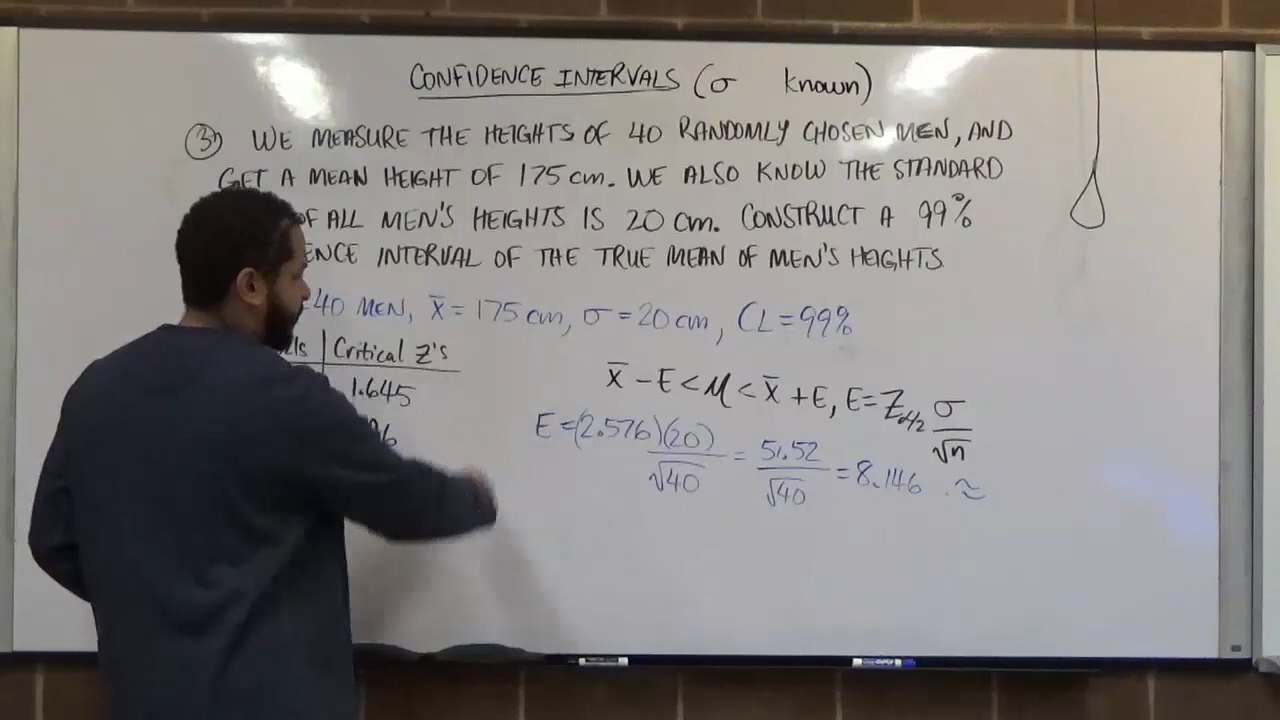 CONFIDENCE INTERVALS (σ known)
③ WE MEASURE THE HEIGHTS OF 40 RANDOMLY CHOSEN MEN, AND
GET A MEAN HEIGHT OF 175 cm. WE ALSO KNOW THE STANDARD
OF ALL MEN'S HEIGHTS IS 20 cm. CONSTRUCT A 99%
ENCE INTERVAL OF THE TRUE MEAN OF MEN'S HEIGHTS
=40 MEN, x̄ = 175 cm, σ = 20 cm, CL = 99%
Critical Z's
1.645
x̄ - E < μ < x̄ + E, E = Z_{α/2} σ/√n
E = (2.576)(20)/√40 = 51.52/√40 = 8.146 . ≈